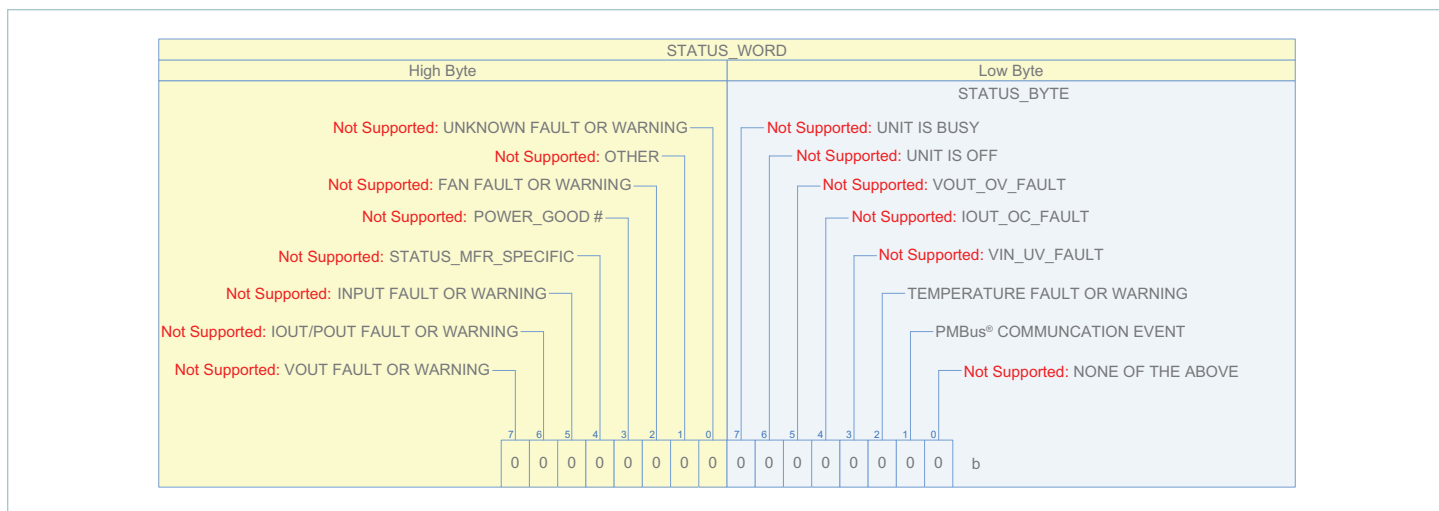 STATUS_WORD
High Byte
Low Byte
STATUS_BYTE
Not Supported: UNKNOWN FAULT OR WARNING
Not Supported: OTHER
Not Supported: FAN FAULT OR WARNING
Not Supported: POWER_GOOD #
Not Supported: STATUS_MFR_SPECIFIC
Not Supported: INPUT FAULT OR WARNING
Not Supported: IOUT/POUT FAULT OR WARNING
Not Supported: VOUT FAULT OR WARNING
Not Supported: UNIT IS BUSY
Not Supported: UNIT IS OFF
Not Supported: VOUT_OV_FAULT
Not Supported: IOUT_OC_FAULT
Not Supported: VIN_UV_FAULT
TEMPERATURE FAULT OR WARNING
PMBus® COMMUNCATION EVENT
Not Supported: NONE OF THE ABOVE
7 6 5 4 3 2 1 0 7 6 5 4 3 2 1 0
0 0 0 0 0 0 0 0 0 0 0 0 0 0 0 0 b